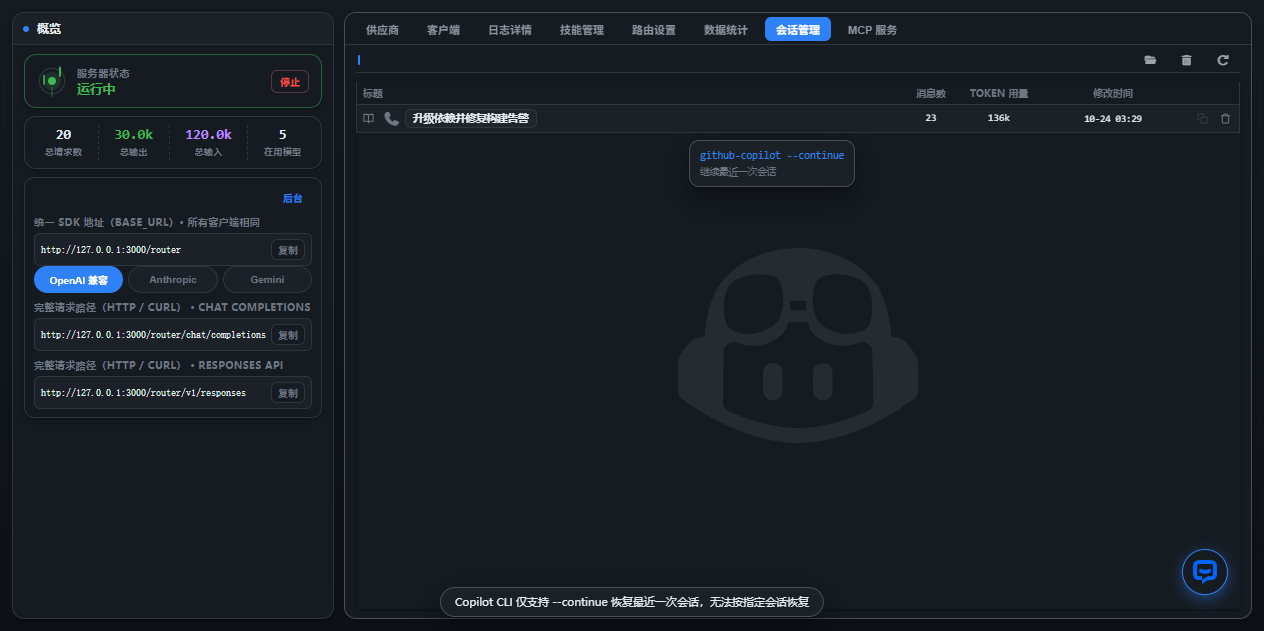 概览
服务器状态
运行中
停止
20 30.0k 120.0k 5
总请求数 总输出 总输入 在用模型
后台
统一 SDK 地址（BASE_URL）• 所有客户端相同
http://127.0.0.1:3000/router 复制
OpenAI 兼容 Anthropic Gemini
完整请求路径（HTTP / CURL） • CHAT COMPLETIONS
http://127.0.0.1:3000/router/chat/completions 复制
完整请求路径（HTTP / CURL） • RESPONSES API
http://127.0.0.1:3000/router/v1/responses 复制
供应商 客户端 日志详情 技能管理 路由设置 数据统计 会话管理 MCP 服务
标题 消息数 TOKEN 用量 修改时间
升级依赖并修复构建告警 23 136k 10-24 03:29
github-copilot --continue
继续最近一次会话
Copilot CLI 仅支持 --continue 恢复最近一次会话，无法按指定会话恢复